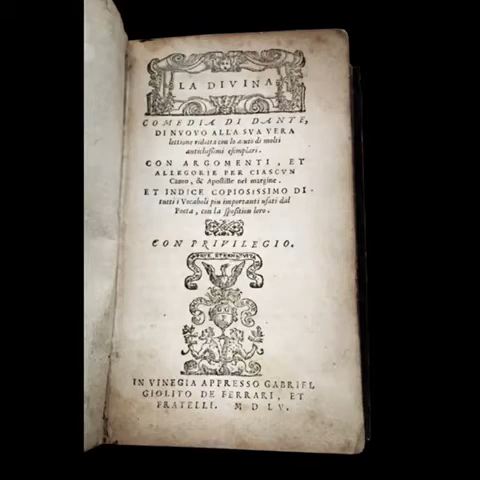 LA DIVINA
COMEDIA DI DANTE,
DI NVOVO ALLA SVA VERA
lettione ridotta con lo aiuto di molti
antichissimi esemplari.
CON ARGOMENTI, ET
ALLEGORIE PER CIASCVN
Canto, & Apostille nel margine.
ET INDICE COPIOSISSIMO DI
tutti i Vocaboli piu importanti usati dal
Poeta, con la sposition loro.
CON PRIVILEGIO.
IN VINEGIA APPRESSO GABRIEL
GIOLITO DE FERRARI, ET
FRATELLI. M D LV.